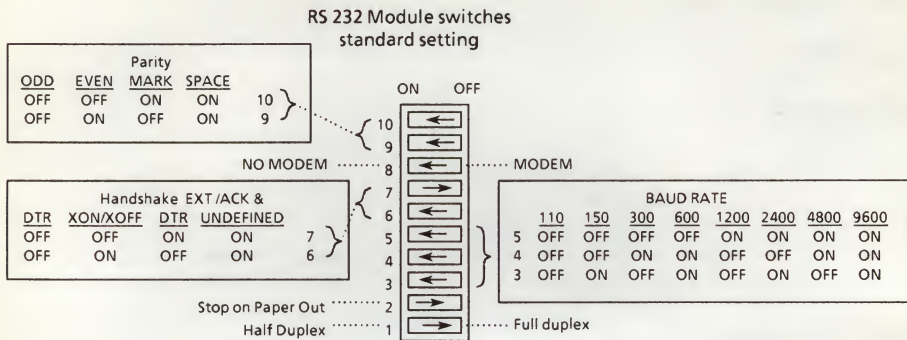 RS 232 Module switches
standard setting
Parity
ODD EVEN MARK SPACE
OFF OFF ON ON 10
OFF ON OFF ON 9
ON OFF
10
9
NO MODEM 8 MODEM
7
6
5
4
3
Stop on Paper Out 2
Half Duplex 1 Full duplex
Handshake EXT/ACK &
DTR XON/XOFF DTR UNDEFINED
OFF OFF ON ON 7
OFF ON OFF ON 6
BAUD RATE
110 150 300 600 1200 2400 4800 9600
5 OFF OFF OFF OFF ON ON ON ON
4 OFF OFF ON ON OFF OFF ON ON
3 OFF ON OFF ON OFF ON OFF ON